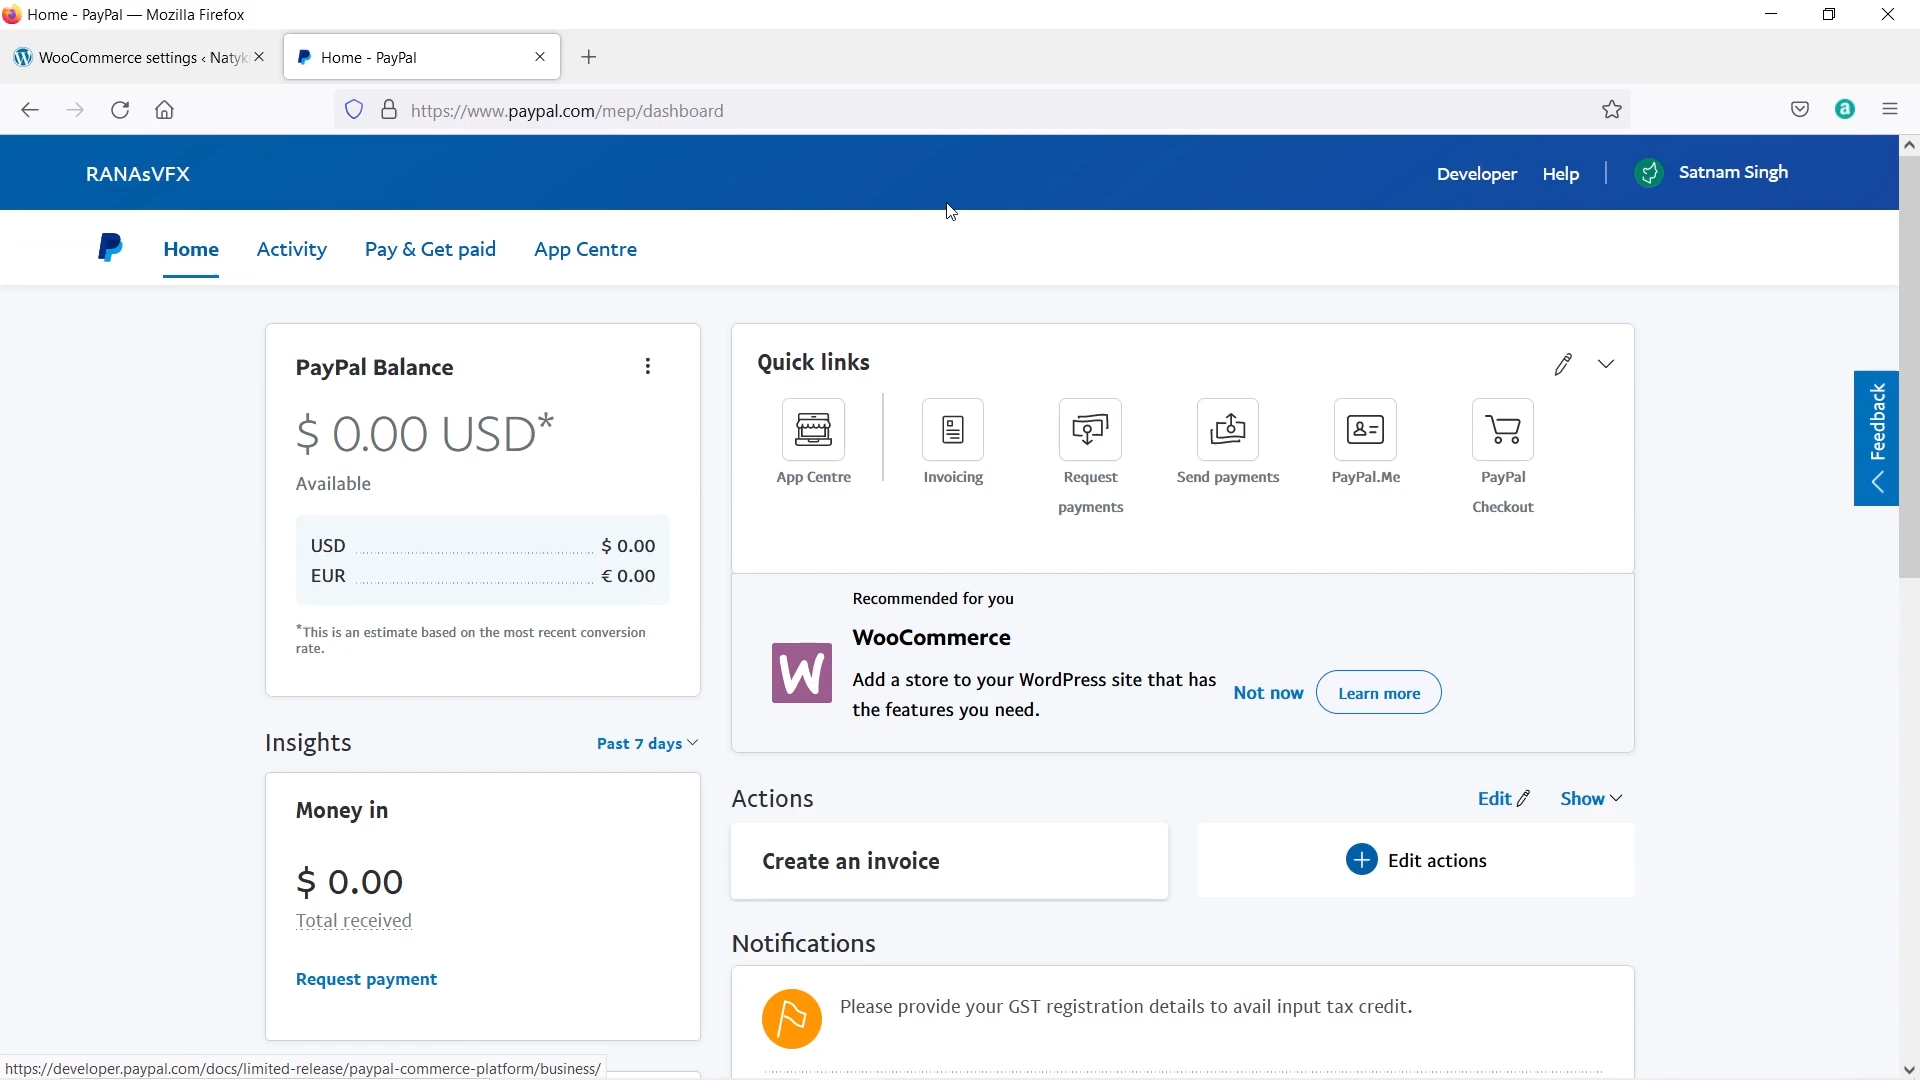 Home - PayPal — Mozilla Firefox
WooCommerce settings ‹ Natyk
Home - PayPal
https://www.paypal.com/mep/dashboard
RANAsVFX
Developer
Help
Satnam Singh
Home
Activity
Pay & Get paid
App Centre
PayPal Balance
$ 0.00 USD*
Available
USD $ 0.00
EUR € 0.00
*This is an estimate based on the most recent conversion
rate.
Quick links
App Centre
Invoicing
Request
payments
Send payments
PayPal.Me
PayPal
Checkout
Feedback
Recommended for you
WooCommerce
W
Add a store to your WordPress site that has
the features you need.
Not now
Learn more
Insights
Past 7 days
Money in
$ 0.00
Total received
Request payment
Actions
Edit
Show
Create an invoice
Edit actions
Notifications
Please provide your GST registration details to avail input tax credit.
https://developer.paypal.com/docs/limited-release/paypal-commerce-platform/business/